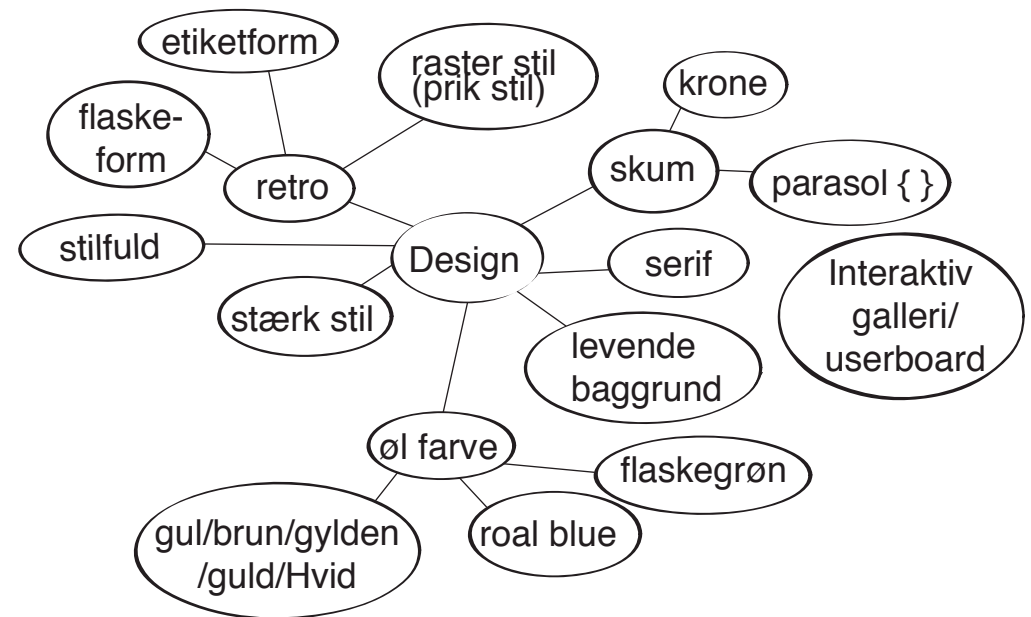 etiketform
raster stil
(prik stil)
krone
flaske-
form
retro
skum
parasol { }
stilfuld
Design
serif
Interaktiv
galleri/
userboard
stærk stil
levende
baggrund
øl farve
flaskegrøn
gul/brun/gylden
/guld/Hvid
roal blue